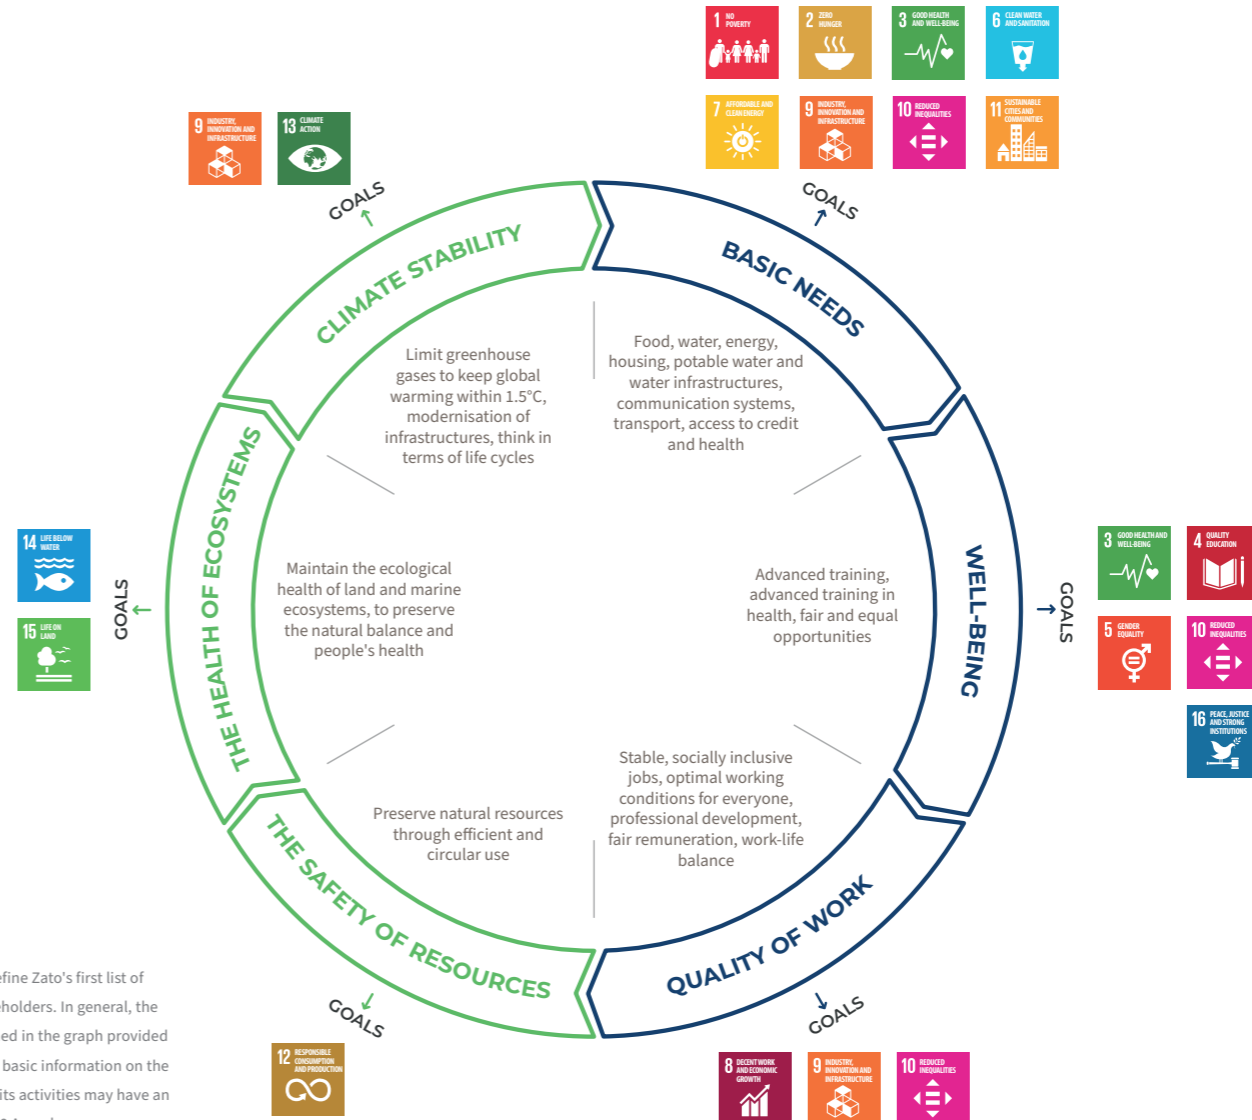 1 NO
POVERTY
2 ZERO
HUNGER
3 GOOD HEALTH
AND WELL-BEING
6 CLEAN WATER
AND SANITATION
7 AFFORDABLE AND
CLEAN ENERGY
9 INDUSTRY,
INNOVATION AND
INFRASTRUCTURE
10 REDUCED
INEQUALITIES
11 SUSTAINABLE
CITIES AND
COMMUNITIES
9 INDUSTRY,
INNOVATION AND
INFRASTRUCTURE
13 CLIMATE
ACTION
GOALS
GOALS
CLIMATE STABILITY
BASIC NEEDS
Limit greenhouse
gases to keep global
warming within 1.5°C,
modernisation of
infrastructures, think in
terms of life cycles
Food, water, energy,
housing, potable water and
water infrastructures,
communication systems,
transport, access to credit
and health
14 LIFE BELOW
WATER
15 LIFE ON
LAND
GOALS
THE HEALTH OF ECOSYSTEMS
Maintain the ecological
health of land and marine
ecosystems, to preserve
the natural balance and
people's health
Advanced training,
advanced training in
health, fair and equal
opportunities
WELL-BEING
GOALS
3 GOOD HEALTH AND
WELL-BEING
4 QUALITY
EDUCATION
5 GENDER
EQUALITY
10 REDUCED
INEQUALITIES
16 PEACE, JUSTICE
AND STRONG
INSTITUTIONS
Preserve natural resources
through efficient and
circular use
Stable, socially inclusive
jobs, optimal working
conditions for everyone,
professional development,
fair remuneration, work-life
balance
THE SAFETY OF RESOURCES
QUALITY OF WORK
GOALS
GOALS
12 RESPONSIBLE
CONSUMPTION
AND PRODUCTION
8 DECENT WORK
AND ECONOMIC
GROWTH
9 INDUSTRY,
INNOVATION AND
INFRASTRUCTURE
10 REDUCED
INEQUALITIES
efine Zato's first list of
eholders. In general, the
ed in the graph provided
basic information on the
its activities may have an